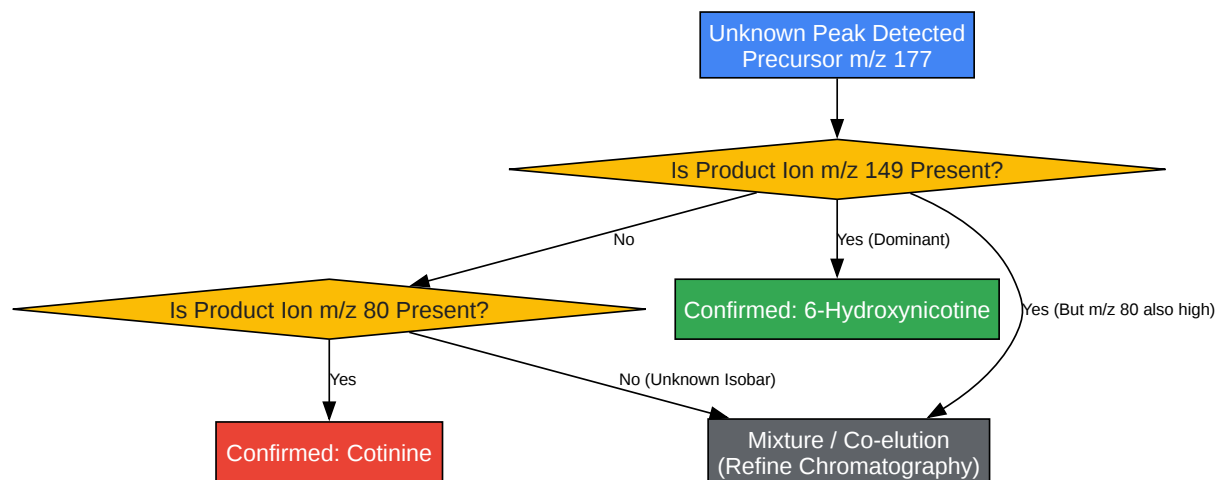 Unknown Peak Detected
Precursor m/z 177
Is Product Ion m/z 149 Present?
No
Yes (Dominant)
Is Product Ion m/z 80 Present?
Confirmed: 6-Hydroxynicotine
Yes (But m/z 80 also high)
Yes
No (Unknown Isobar)
Confirmed: Cotinine
Mixture / Co-elution
(Refine Chromatography)